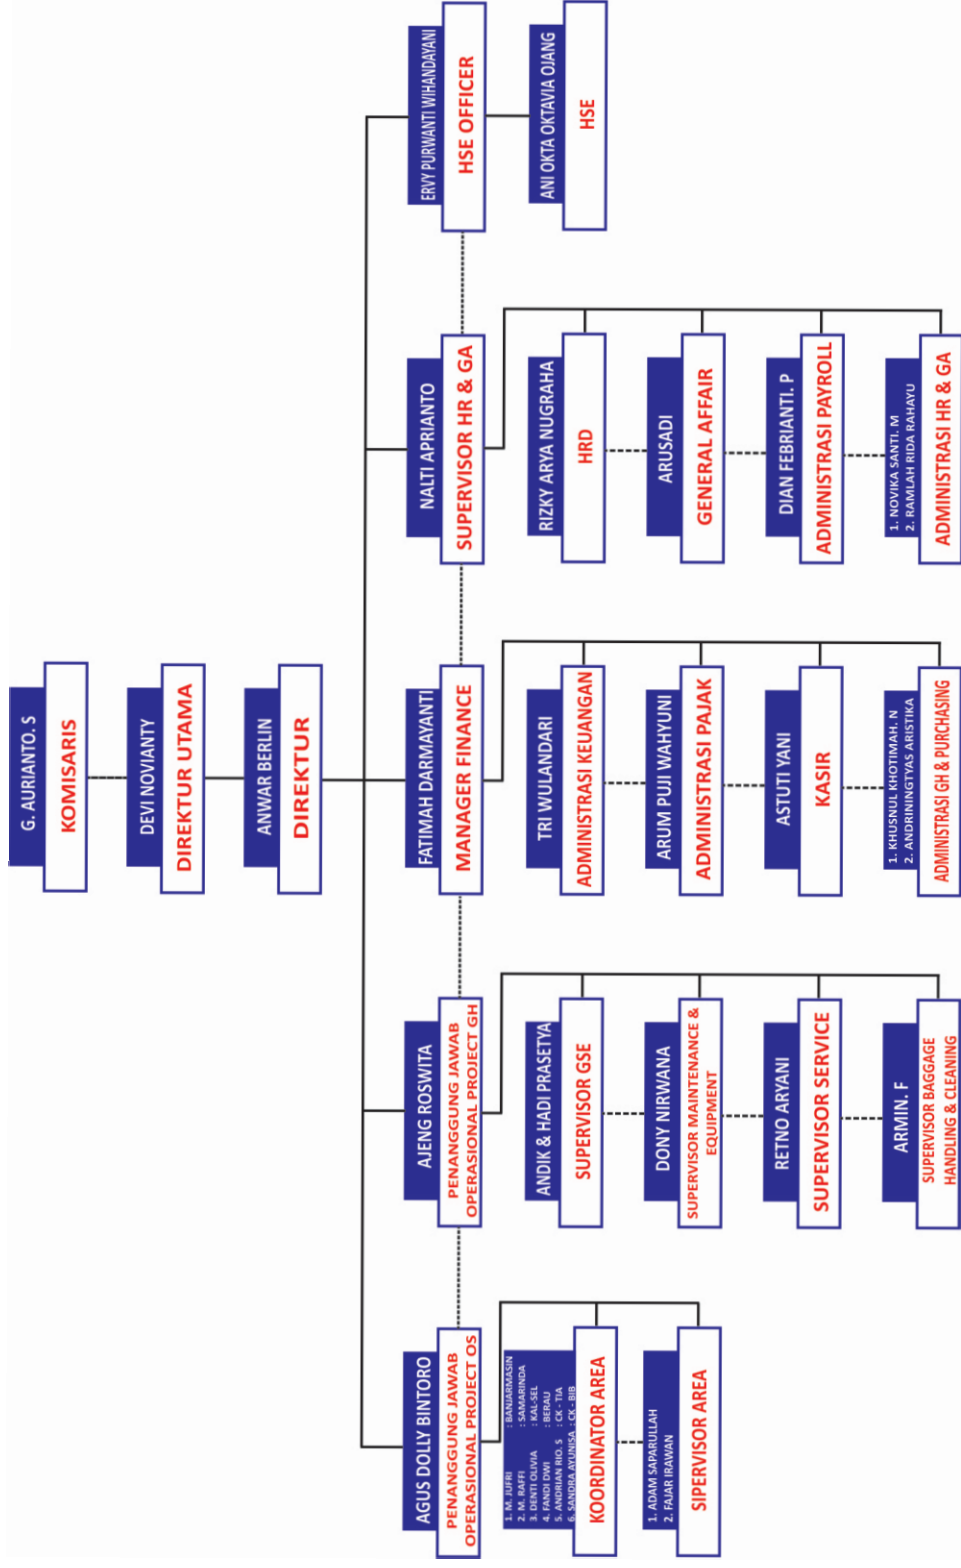 G. AURIANTO. S
KOMISARIS
DEVI NOVIANTY
DIREKTUR UTAMA
ANWAR BERLIN
DIREKTUR
AGUS DOLLY BINTORO
PENANGGUNG JAWAB
OPERASIONAL PROJECT OS
1. M. JUFRI : BANJARMASIN
2. M. RAFFI : SAMARINDA
3. DENTI OLIVIA : KAL-SEL
4. FANDI DWI : BERAU
5. ANDRIAN RIO. S : CK - TIA
6. SANDRA AYUNISA : CK - BIB
KOORDINATOR AREA
1. ADAM SAPARULLAH
2. FAJAR IRAWAN
SIPERVISOR AREA
AJENG ROSWITA
PENANGGUNG JAWAB
OPERASIONAL PROJECT GH
ANDIK & HADI PRASETYA
SUPERVISOR GSE
DONY NIRWANA
SUPERVISOR MAINTENANCE &
EQUIPMENT
RETNO ARYANI
SUPERVISOR SERVICE
ARMIN. F
SUPERVISOR BAGGAGE
HANDLING & CLEANING
FATIMAH DARMAYANTI
MANAGER FINANCE
TRI WULANDARI
ADMINISTRASI KEUANGAN
ARUM PUJI WAHYUNI
ADMINISTRASI PAJAK
ASTUTI YANI
KASIR
1. KHUSNUL KHOTIMAH. N
2. ANDRININGTYAS ARISTIKA
ADMINISTRASI GH & PURCHASING
NALTI APRIANTO
SUPERVISOR HR & GA
RIZKY ARYA NUGRAHA
HRD
ARUSADI
GENERAL AFFAIR
DIAN FEBRIANTI. P
ADMINISTRASI PAYROLL
1. NOVIKA SANTI. M
2. RAMLAH RIDA RAHAYU
ADMINISTRASI HR & GA
ERVY PURWANTI WIHANDAYANI
HSE OFFICER
ANI OKTA OKTAVIA OJANG
HSE